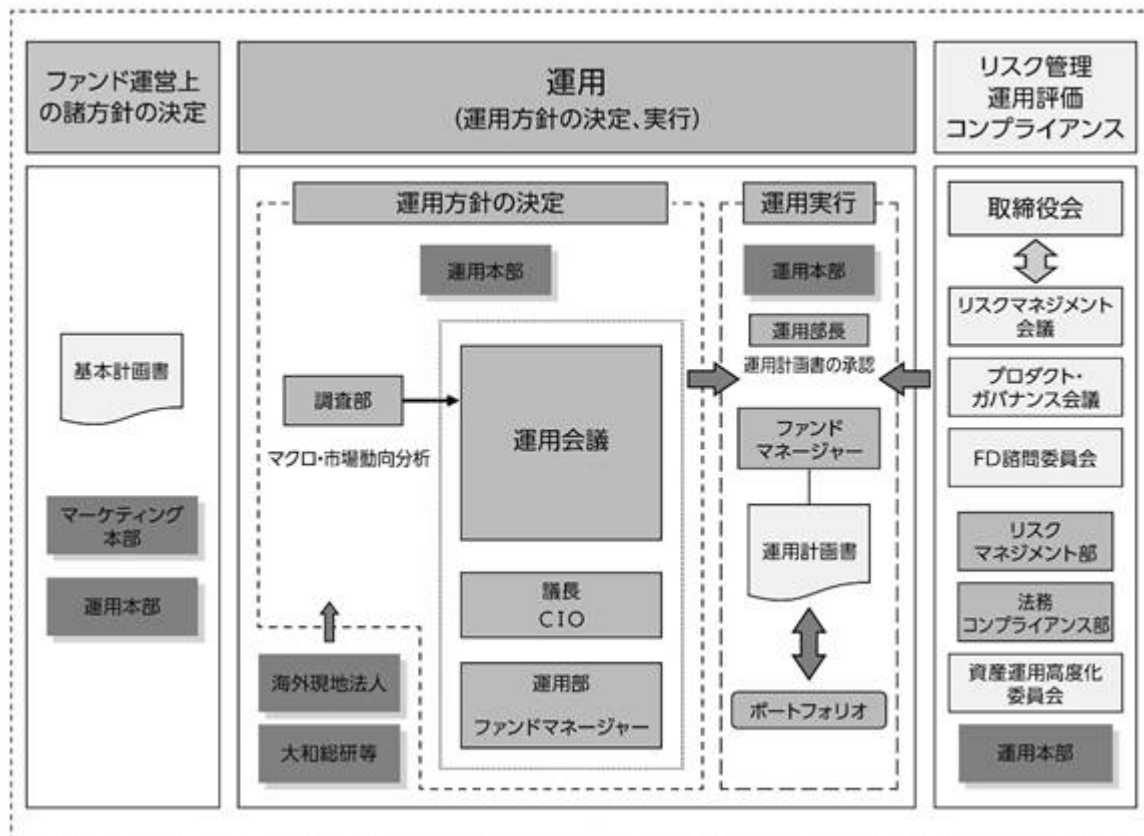 ファンド運営上
の諸方針の決定
運用
(運用方針の決定、実行)
リスク管理
運用評価
コンプライアンス
基本計画書
マーケティング
本部
運用本部
運用方針の決定
運用本部
調査部
マクロ・市場動向分析
運用会議
議長
CIO
運用部
ファンドマネージャー
海外現地法人
大和総研等
運用実行
運用本部
運用部長
運用計画書の承認
ファンド
マネージャー
運用計画書
ポートフォリオ
取締役会
リスクマネジメント
会議
プロダクト・
ガバナンス会議
FD諮問委員会
リスク
マネジメント部
法務
コンプライアンス部
資産運用高度化
委員会
運用本部